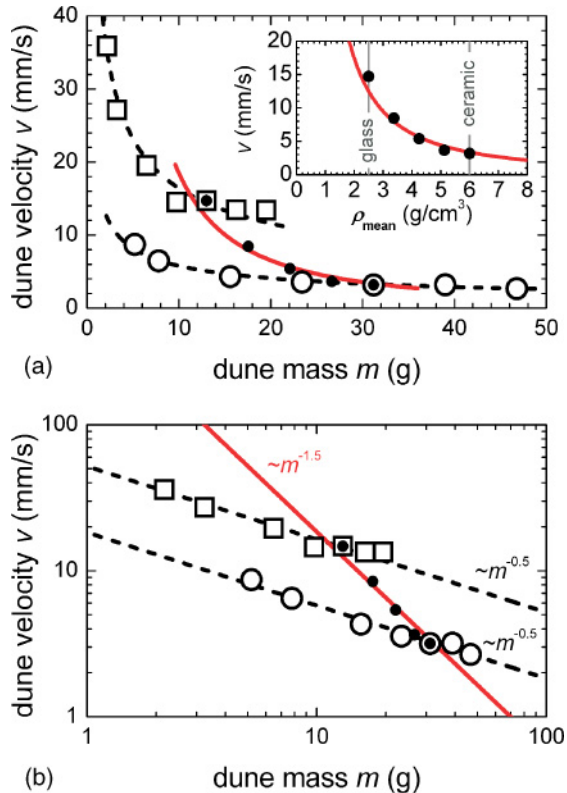 40
30
20
10
0
dune velocity v (mm/s)
0 10 20 30 40 50
dune mass m (g)
(a)
20
15
10
5
0
v (mm/s)
glass
ceramic
0 1 2 3 4 5 6 7 8
ρmean (g/cm³)
100
10
1
dune velocity v (mm/s)
~m⁻¹·⁵
~m⁻⁰·⁵
~m⁻⁰·⁵
1 10 100
dune mass m (g)
(b)